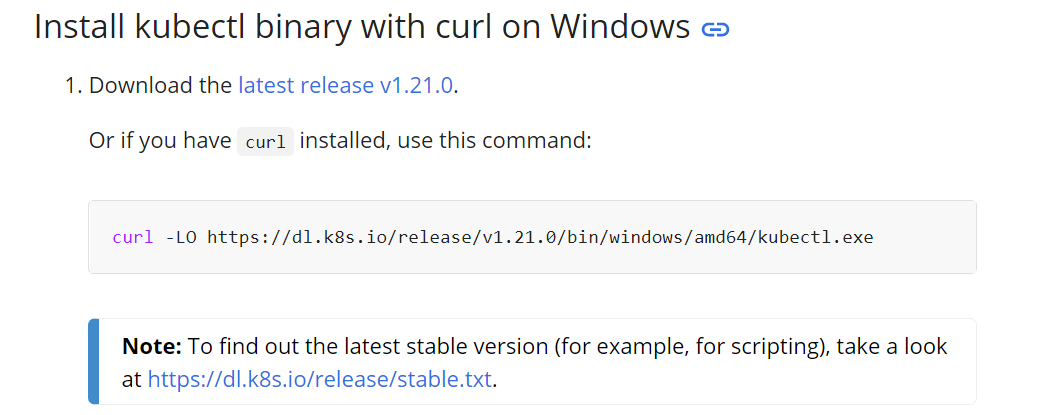 Install kubectl binary with curl on Windows
1. Download the latest release v1.21.0.
Or if you have curl installed, use this command:
curl -LO https://dl.k8s.io/release/v1.21.0/bin/windows/amd64/kubectl.exe
Note: To find out the latest stable version (for example, for scripting), take a look
at https://dl.k8s.io/release/stable.txt.